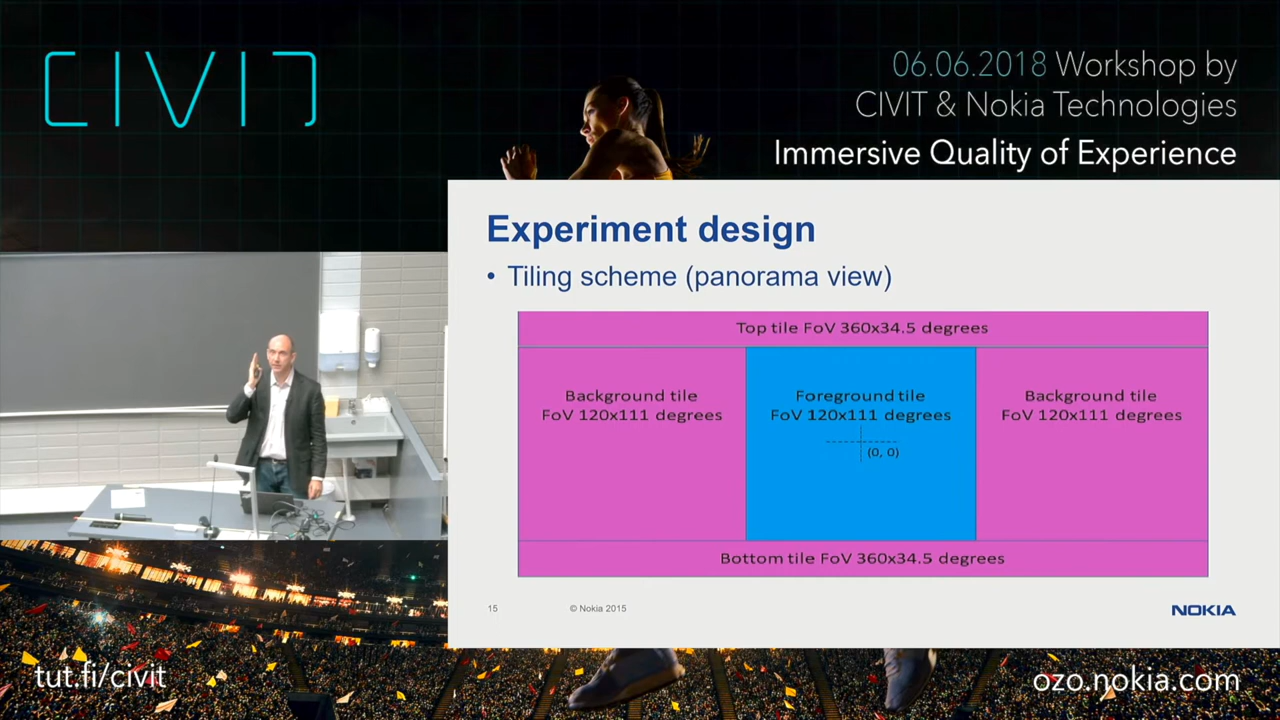 CIVIT
06.06.2018 Workshop by
CIVIT & Nokia Technologies
Immersive Quality of Experience
Experiment design
• Tiling scheme (panorama view)
Top tile FoV 360x34.5 degrees
Background tile
FoV 120x111 degrees
Foreground tile
FoV 120x111 degrees
(0, 0)
Background tile
FoV 120x111 degrees
Bottom tile FoV 360x34.5 degrees
15
© Nokia 2015
NOKIA
tut.fi/civit
ozo.nokia.com